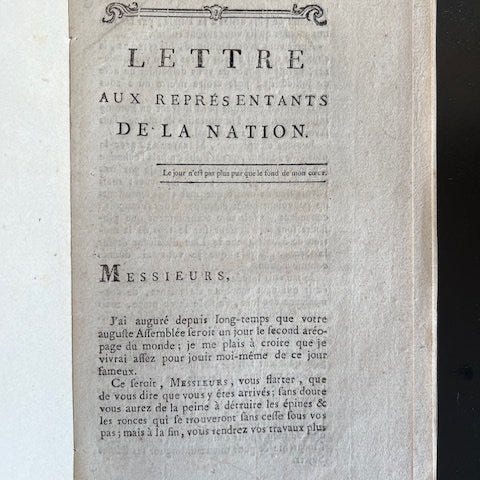 LETTRE
AUX REPRÉSENTANTS
DE LA NATION.
Le jour n'eſt pas plus pur que le fond de mon cœur.
MESSIEURS,
J'ai auguré depuis long-temps que votre
auguſte Aſſemblée ſeroit un jour le ſecond aréo-
page du monde; je me plais à croire que je
vivrai aſſez pour jouir moi-même de ce jour
fameux.
Ce ſeroit, MESSIEURS, vous flatter, que
de vous dire que vous y êtes arrivés; ſans doute
vous aurez de la peine à détruire les épines &
les ronces qui ſe trouveront ſans ceſſe ſous vos
pas; mais à la fin, vous rendrez vos travaux plus